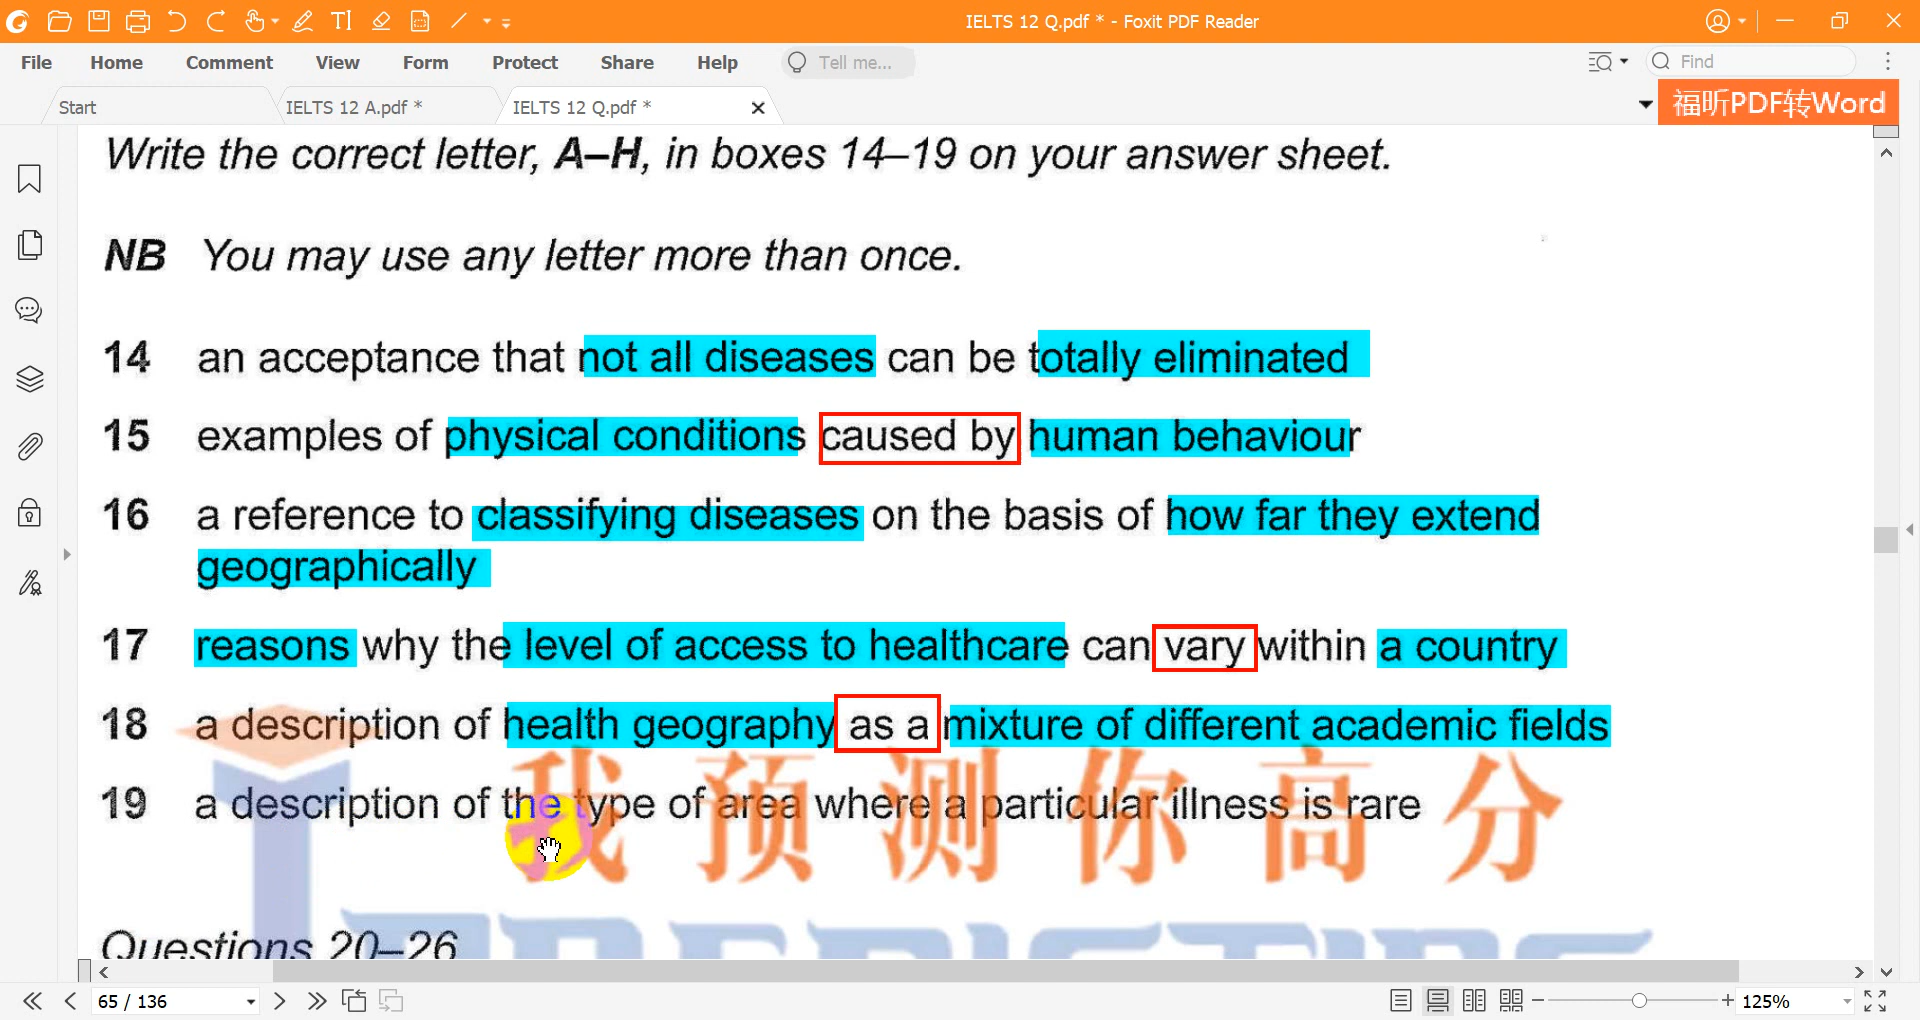 IELTS 12 Q.pdf * - Foxit PDF Reader
File Home Comment View Form Protect Share Help Tell me... Find
Start IELTS 12 A.pdf * IELTS 12 Q.pdf * 福昕PDF转Word
Write the correct letter, A–H, in boxes 14–19 on your answer sheet.
NB You may use any letter more than once.
14 an acceptance that not all diseases can be totally eliminated
15 examples of physical conditions caused by human behaviour
16 a reference to classifying diseases on the basis of how far they extend
geographically
17 reasons why the level of access to healthcare can vary within a country
18 a description of health geography as a mixture of different academic fields
19 a description of the type of area where a particular illness is rare
我预测你高分
Questions 20–26
65 / 136 125%